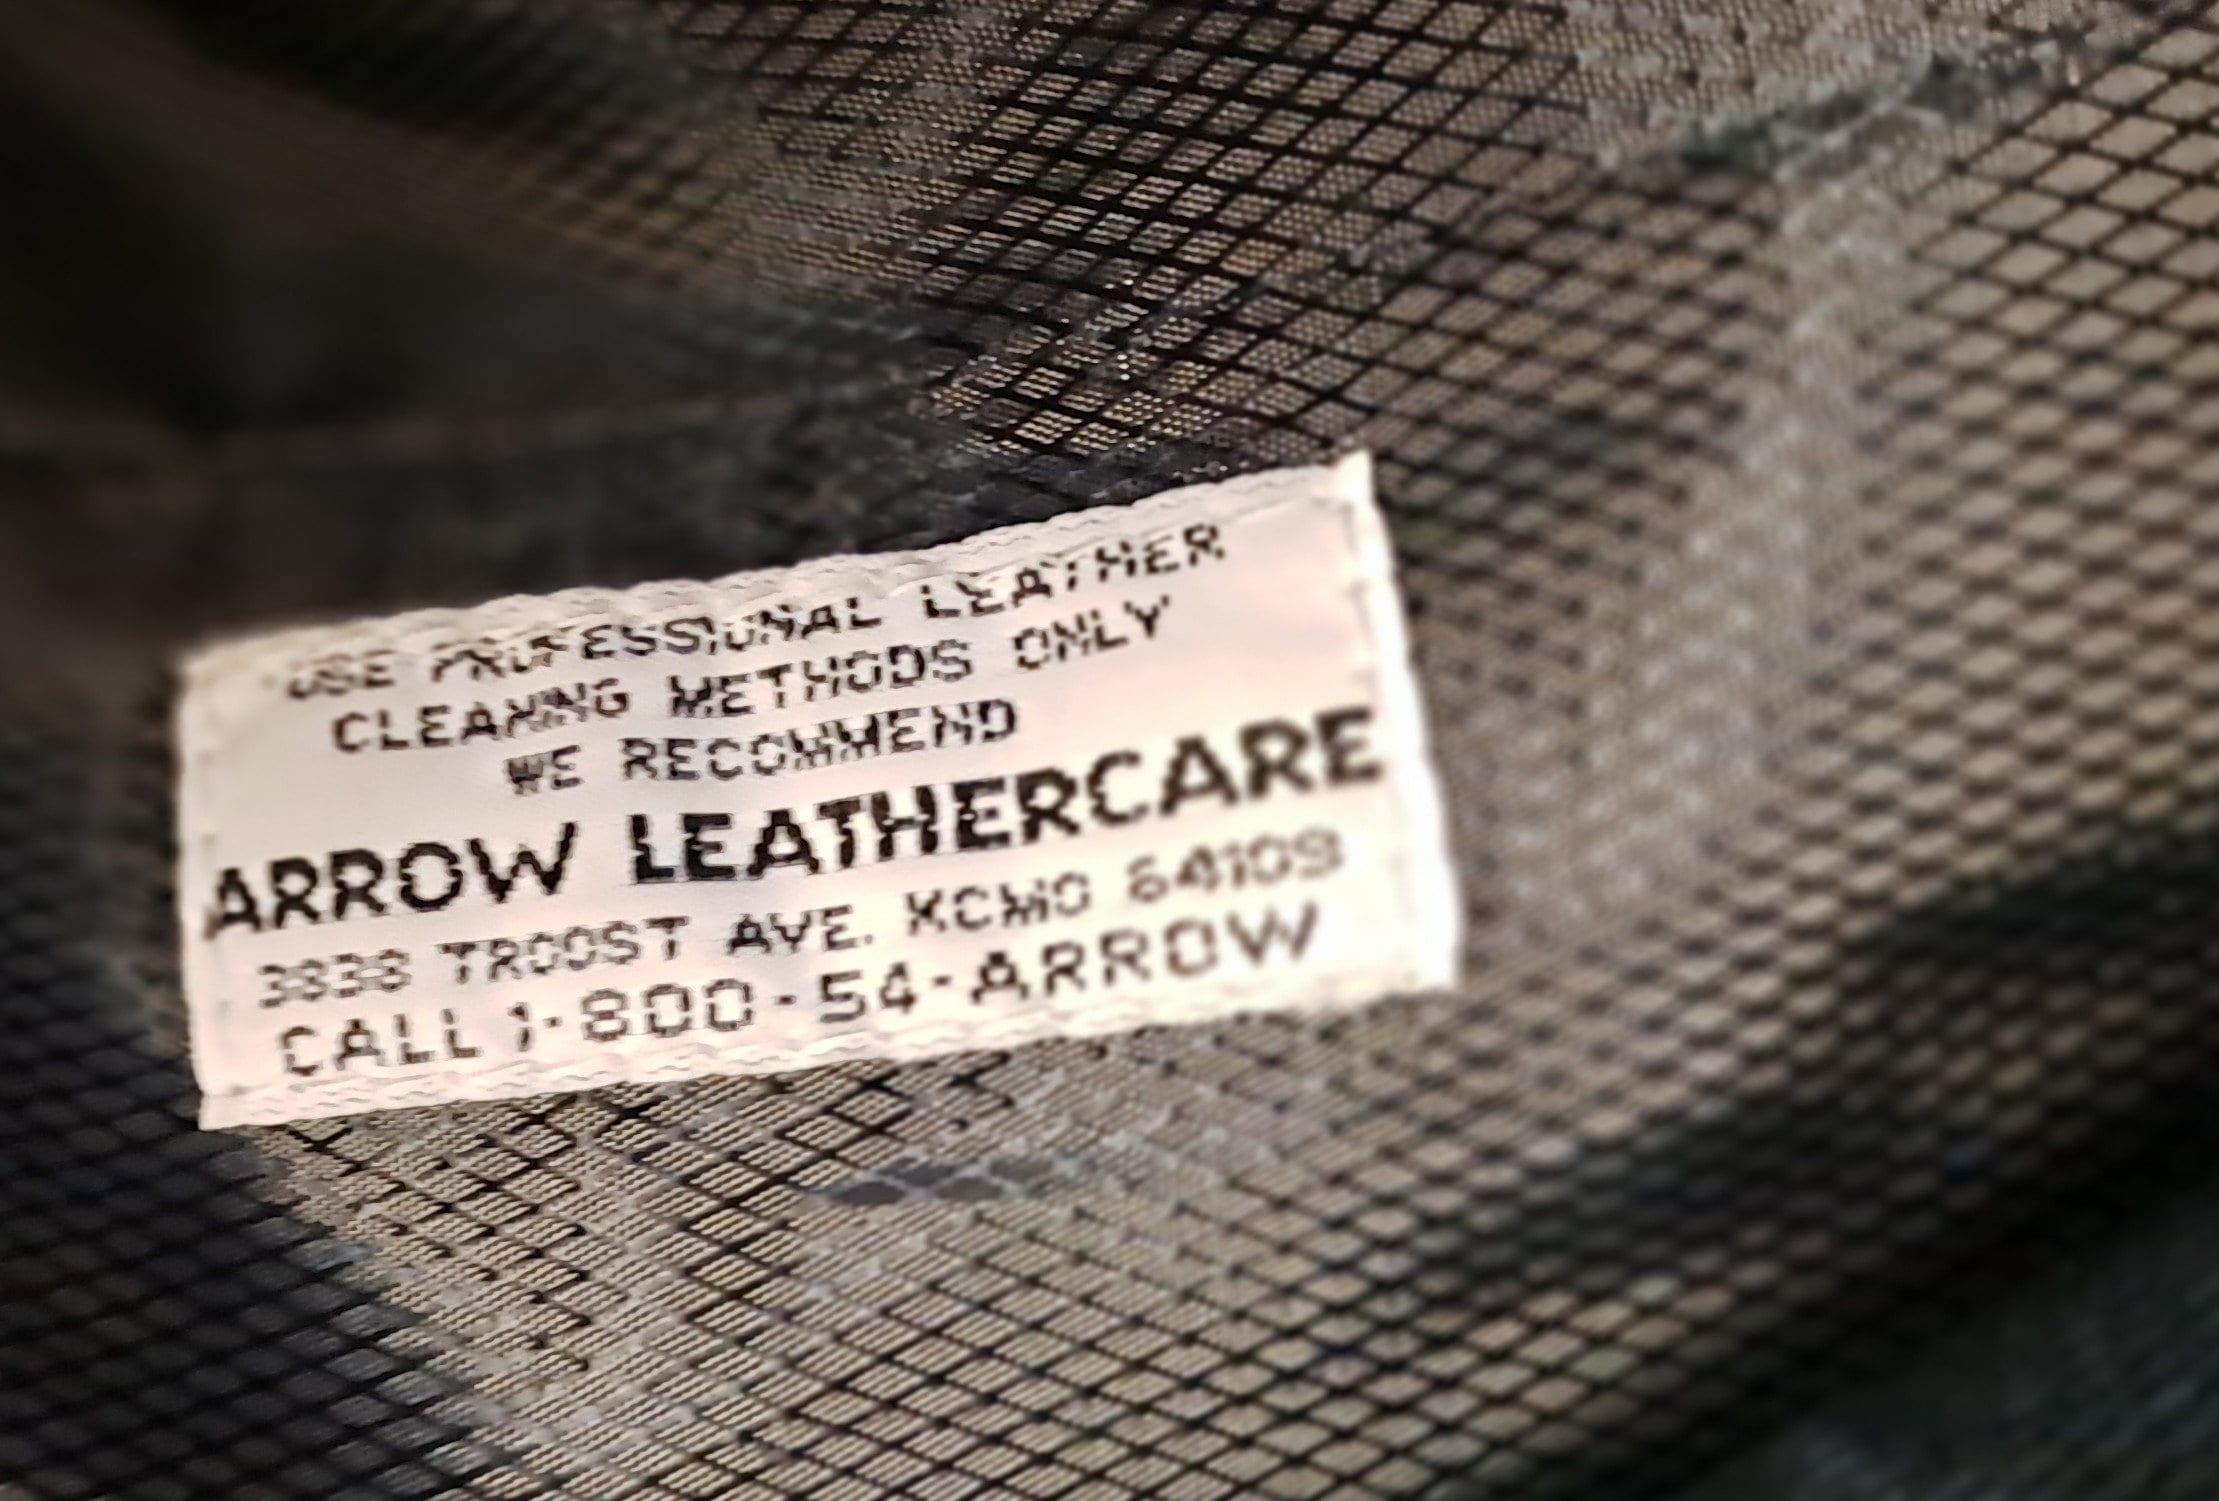 USE PROFESSIONAL LEATHER
CLEANING METHODS ONLY
WE RECOMMEND
ARROW LEATHERCARE
3838 TROOST AVE. KCMO 64109
CALL 1-800-54-ARROW